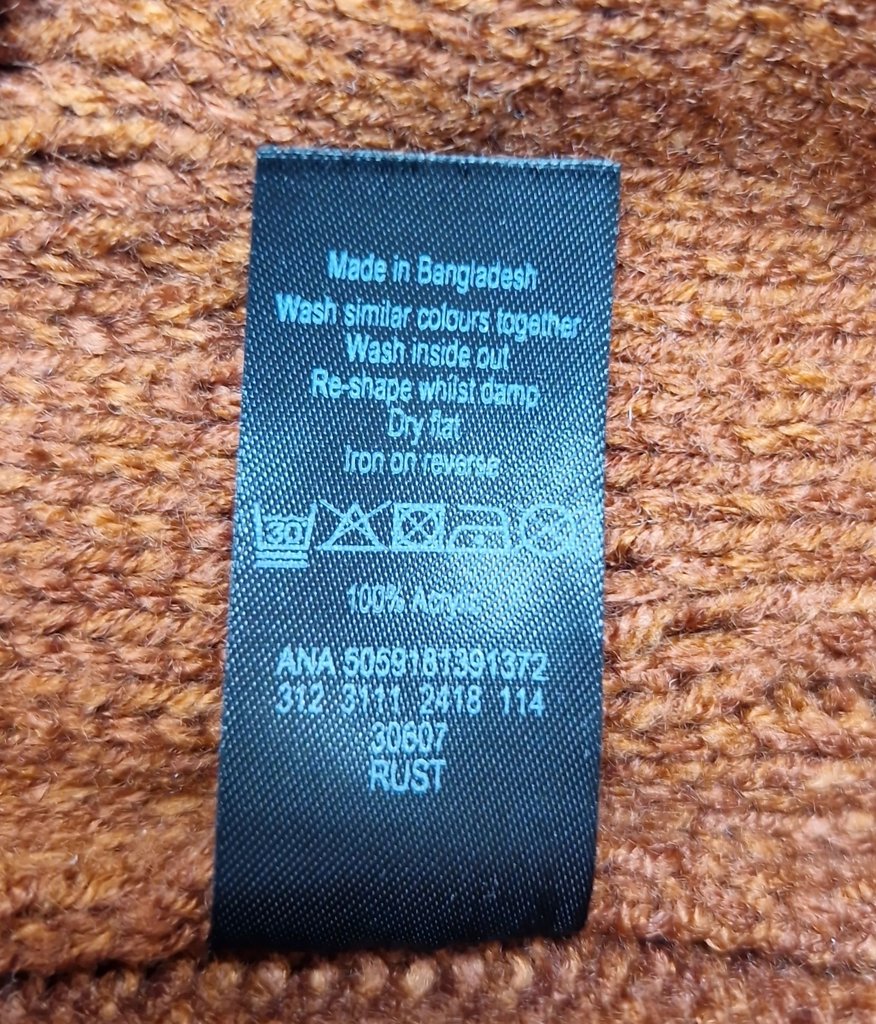 Made in Bangladesh
Wash similar colours together
Wash inside out
Re-shape whilst damp
Dry flat
Iron on reverse
30
100% Acrylic
ANA 5059181391372
312 3111 2418 114
30607
RUST